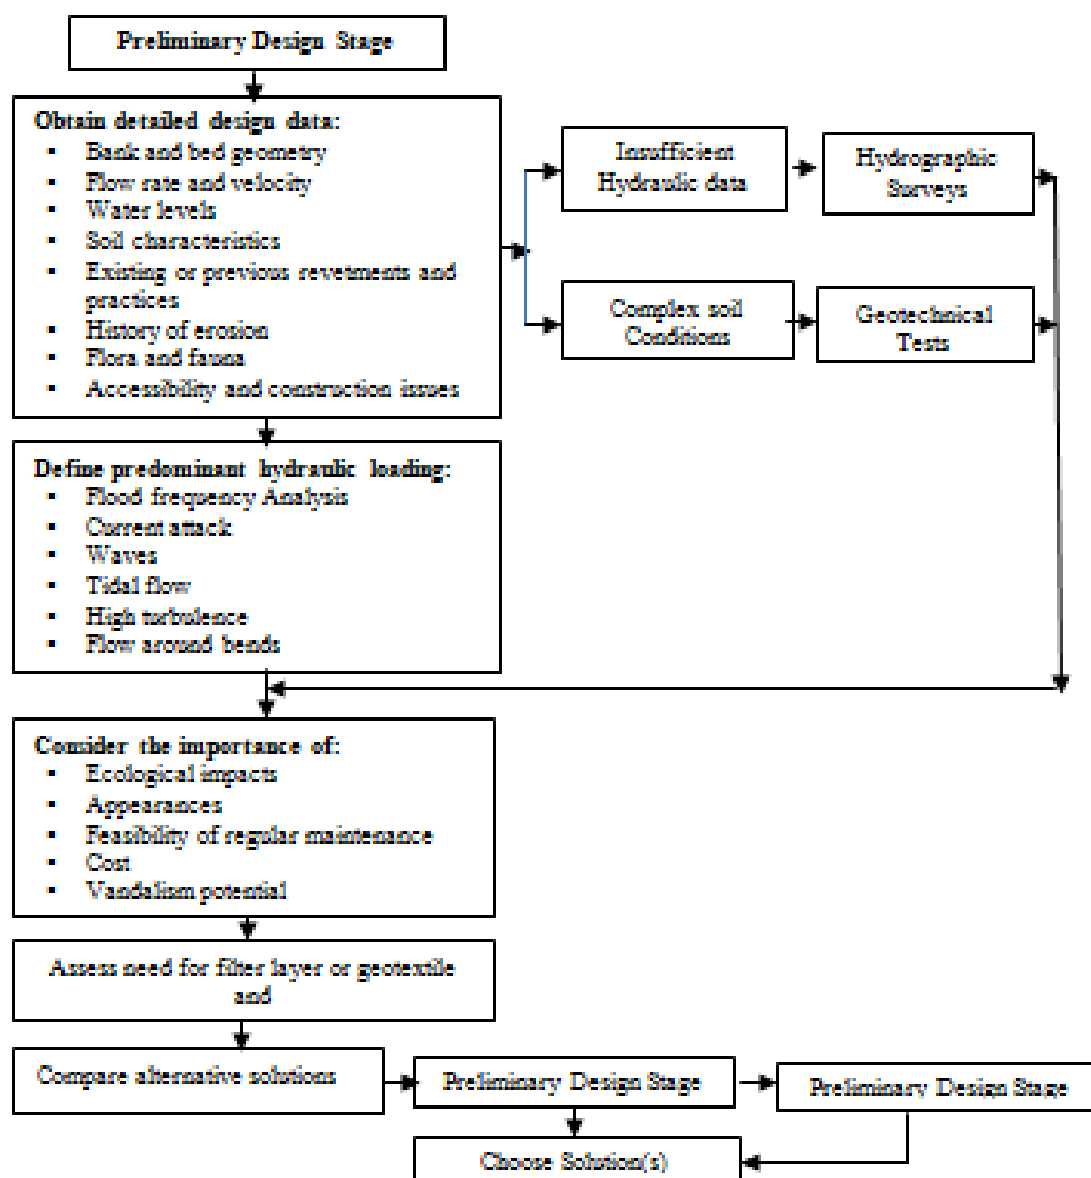 Preliminary Design Stage
Obtain detailed design data:
▪ Bank and bed geometry
▪ Flow rate and velocity
▪ Water levels
▪ Soil characteristics
▪ Existing or previous revetments and
practices
▪ History of erosion
▪ Flora and fauna
▪ Accessibility and construction issues
Insufficient
Hydraulic data
Hydrographic
Surveys
Complex soil
Conditions
Geotechnical
Tests
Define predominant hydraulic loading:
▪ Flood frequency Analysis
▪ Current attack
▪ Waves
▪ Tidal flow
▪ High turbulence
▪ Flow around bends
Consider the importance of:
▪ Ecological impacts
▪ Appearances
▪ Feasibility of regular maintenance
▪ Cost
▪ Vandalism potential
Assess need for filter layer or geotextile
and
Compare alternative solutions
Preliminary Design Stage
Preliminary Design Stage
Choose Solution(s)